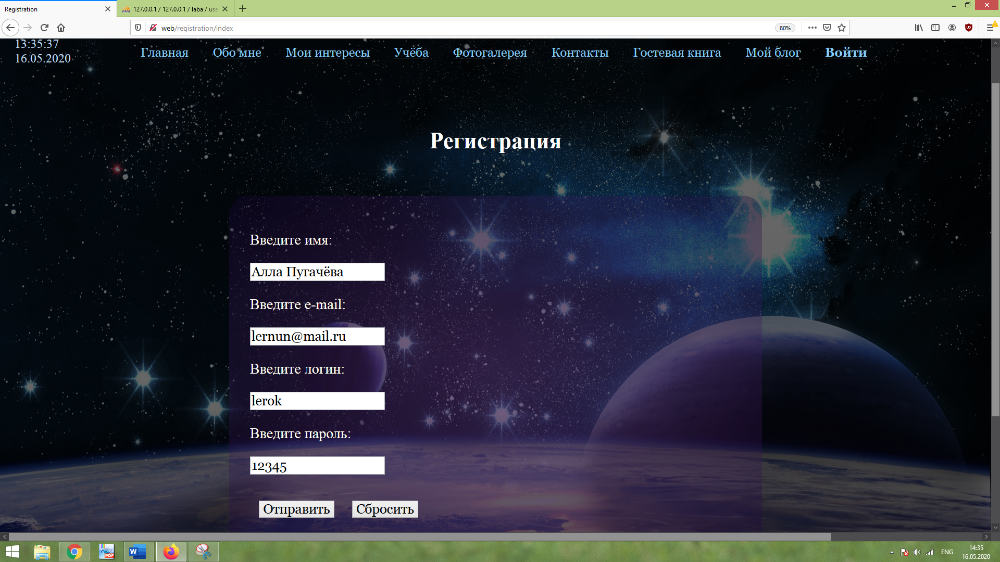 Registration
127.0.0.1 / 127.0.0.1 / laba / use
web/registration/index
80%
13:35:37
16.05.2020
Главная Обо мне Мои интересы Учёба Фотогалерея Контакты Гостевая книга Мой блог Войти
Регистрация
Введите имя:
Алла Пугачёва
Введите e-mail:
lernun@mail.ru
Введите логин:
lerok
Введите пароль:
12345
Отправить Сбросить
ENG
14:35
16.05.2020